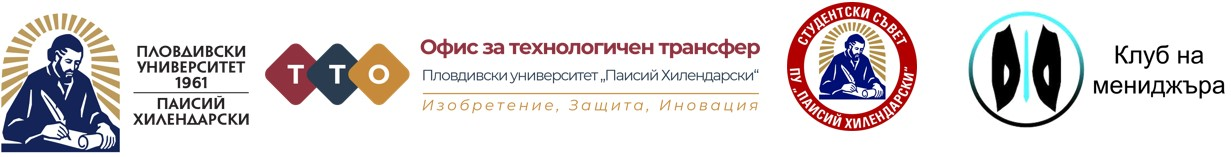 ПЛОВДИВСКИ
УНИВЕРСИТЕТ
1961
ПАИСИЙ
ХИЛЕНДАРСКИ
ТТО
Офис за технологичен трансфер
Пловдивски университет „Паисий Хилендарски“
Изобретение, Защита, Иновация
СТУДЕНТСКИ СЪВЕТ
ПУ „ПАИСИЙ ХИЛЕНДАРСКИ“
Клуб на
мениджъра